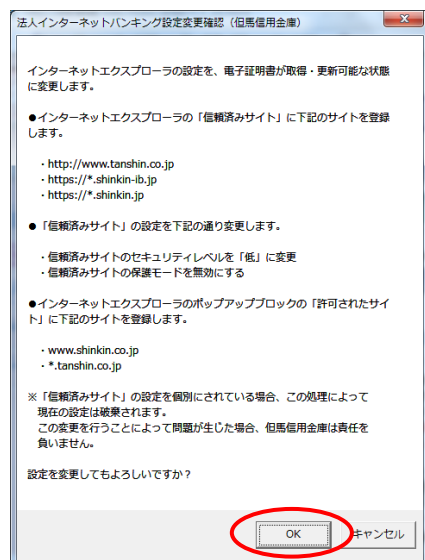 法人インターネットバンキング設定変更確認（但馬信用金庫）
インターネットエクスプローラの設定を、電子証明書が取得・更新可能な状態
に変更します。
●インターネットエクスプローラの「信頼済みサイト」に下記のサイトを登録
します。
・http://www.tanshin.co.jp
・https://*.shinkin-ib.jp
・https://*.shinkin.jp
●「信頼済みサイト」の設定を下記の通り変更します。
・信頼済みサイトのセキュリティレベルを「低」に変更
・信頼済みサイトの保護モードを無効にする
●インターネットエクスプローラのポップアップブロックの「許可されたサイ
ト」に下記のサイトを登録します。
・www.shinkin.co.jp
・*.tanshin.co.jp
※「信頼済みサイト」の設定を個別にされている場合、この処理によって
現在の設定は破棄されます。
この変更を行うことによって問題が生じた場合、但馬信用金庫は責任を
負いません。
設定を変更してもよろしいですか？
OK
キャンセル